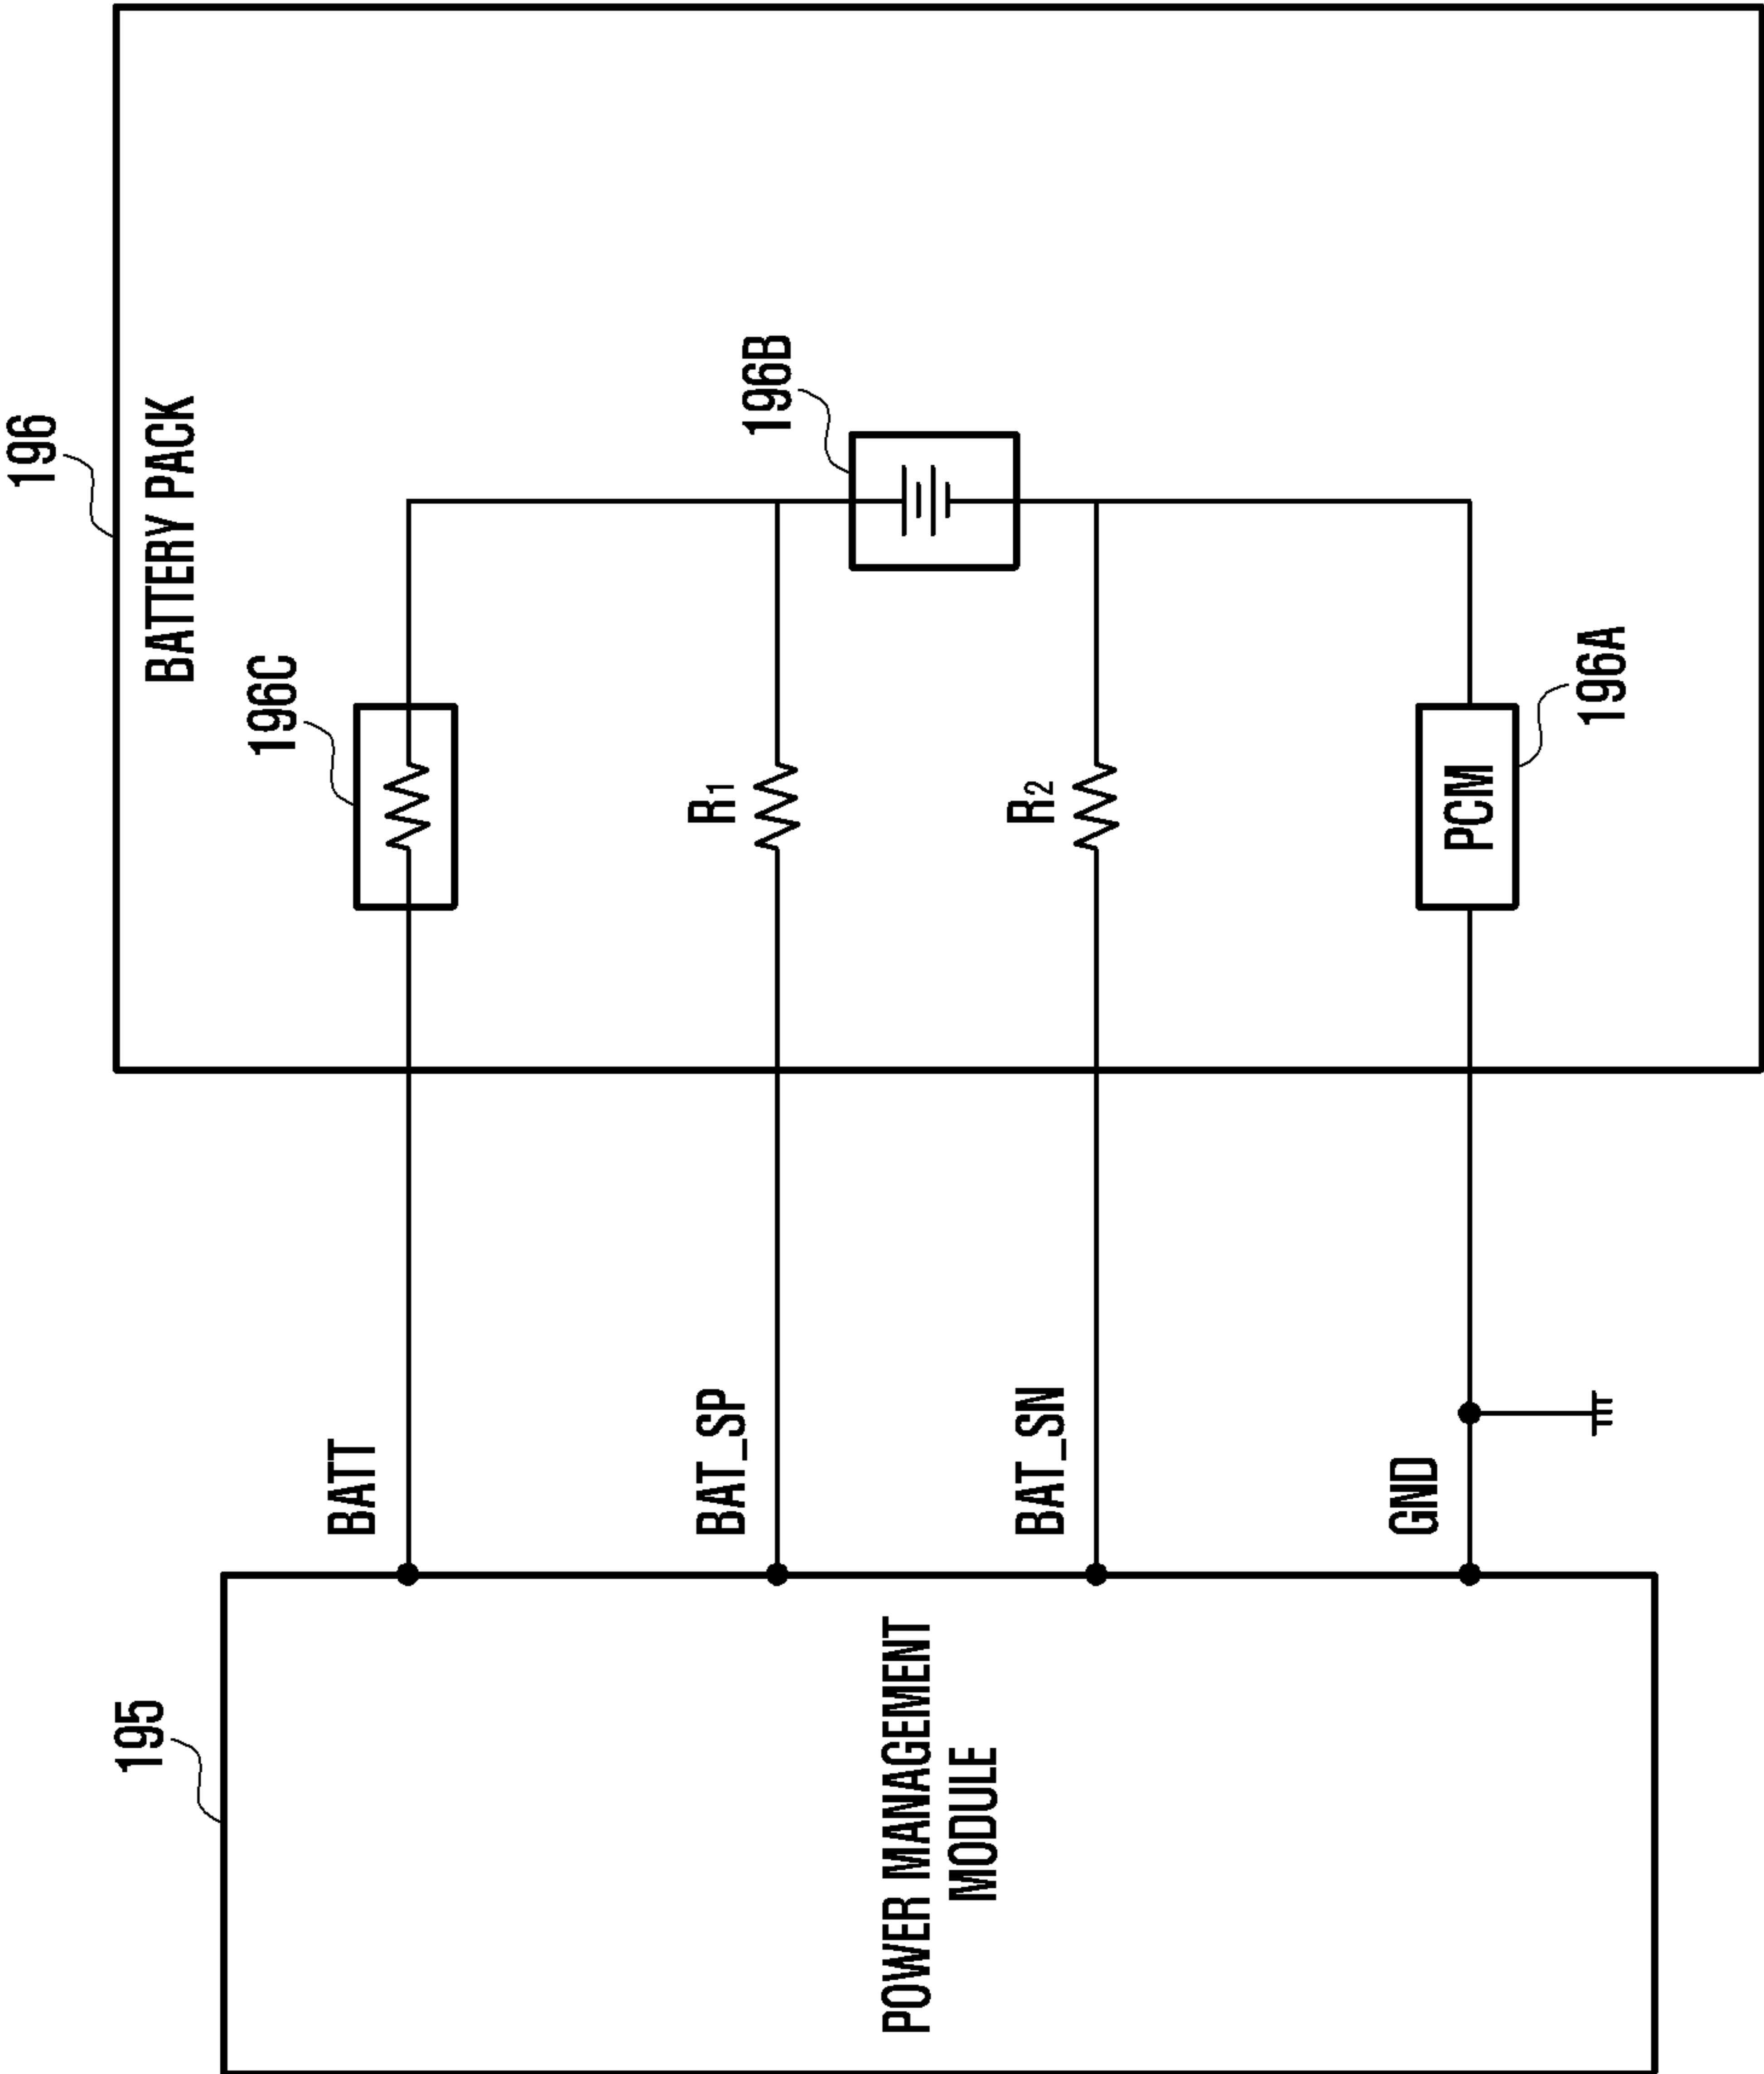 195
POWER MANAGEMENT
MODULE
BATT
BAT_SP
BAT_SN
GND
196
BATTERY PACK
196C
R1
R2
196B
PCM
196A